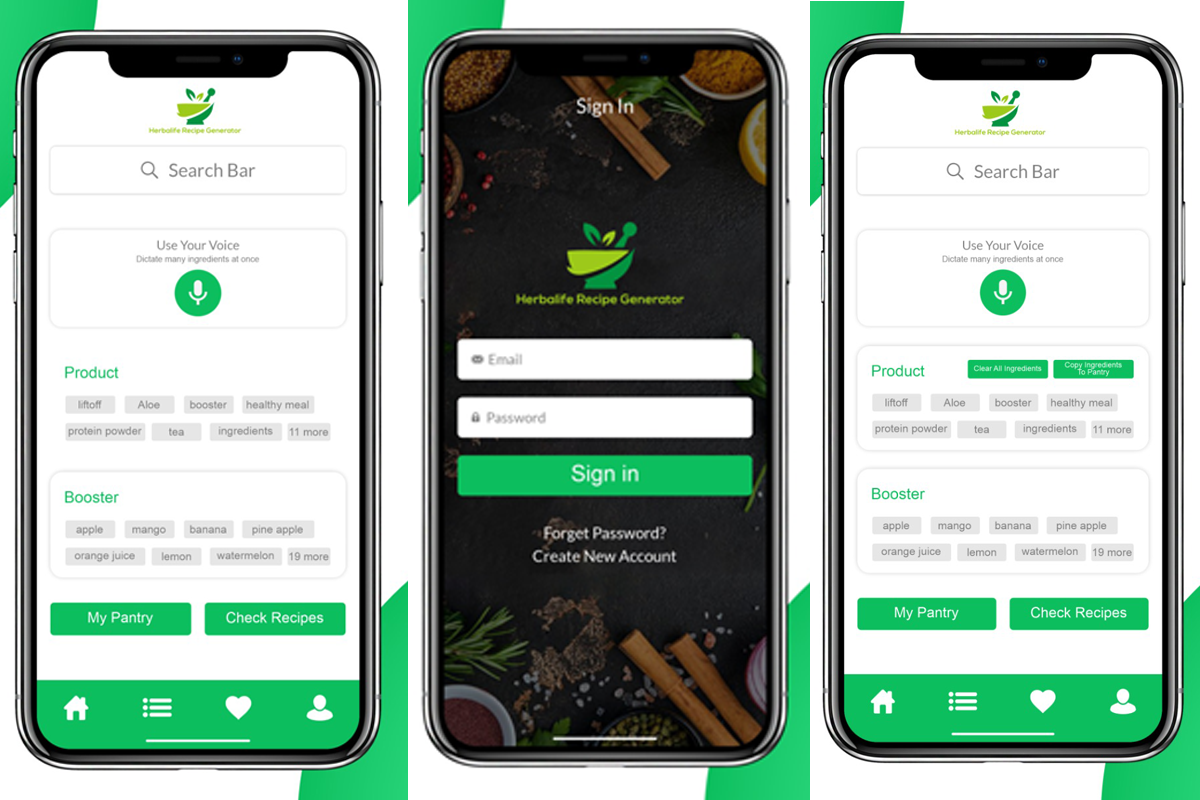 Herbalife Recipe Generator
Search Bar
Use Your Voice
Dictate many ingredients at once
Product
liftoff Aloe booster healthy meal
protein powder tea ingredients 11 more
Booster
apple mango banana pine apple
orange juice lemon watermelon 19 more
My Pantry Check Recipes
Sign In
Herbalife Recipe Generator
Email
Password
Sign in
Forget Password?
Create New Account
Herbalife Recipe Generator
Search Bar
Use Your Voice
Dictate many ingredients at once
Product Clear All Ingredients Copy Ingredients
To Pantry
liftoff Aloe booster healthy meal
protein powder tea ingredients 11 more
Booster
apple mango banana pine apple
orange juice lemon watermelon 19 more
My Pantry Check Recipes